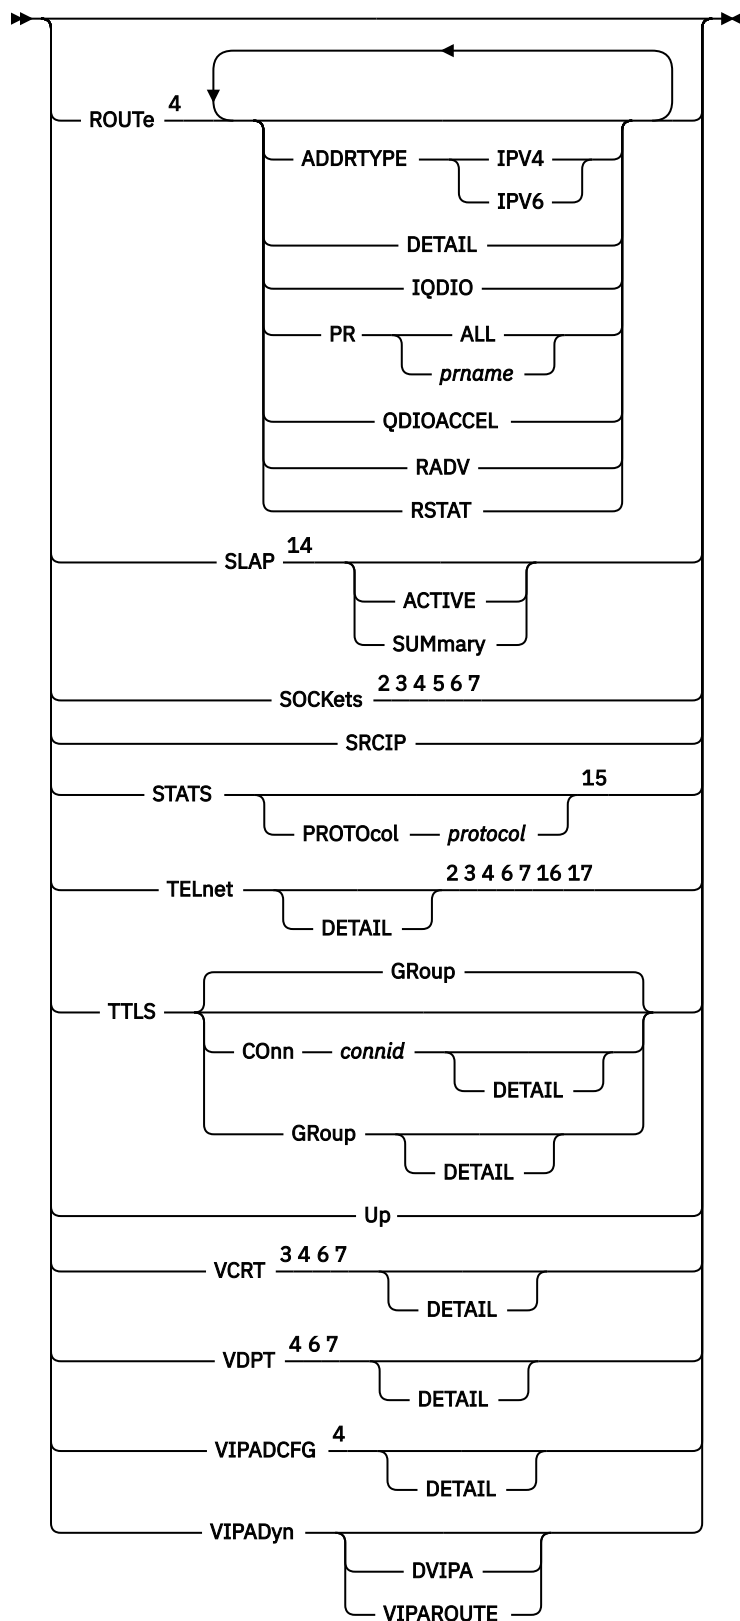 ROUTe 4
ADDRTYPE IPV4
IPV6
DETAIL
IQDIO
PR ALL
prname
QDIOACCEL
RADV
RSTAT
SLAP 14
ACTIVE
SUMmary
SOCKets 2 3 4 5 6 7
SRCIP
STATS 15
PROTOcol protocol
TELnet 2 3 4 6 7 16 17
DETAIL
GRoup
TTLS
COnn connid
DETAIL
GRoup
DETAIL
Up
VCRT 3 4 6 7
DETAIL
VDPT 4 6 7
DETAIL
VIPADCFG 4
DETAIL
VIPADyn
DVIPA
VIPAROUTE